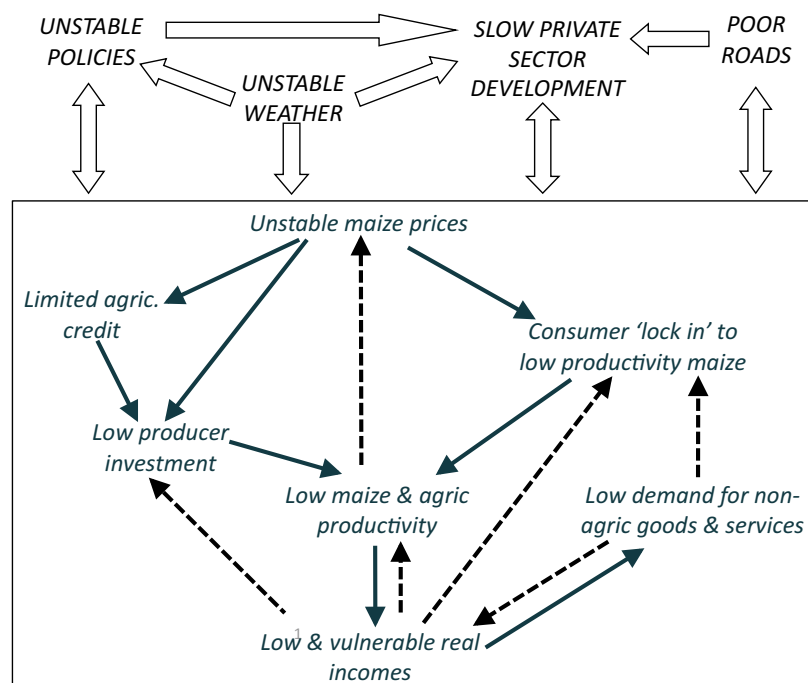 UNSTABLE
POLICIES
UNSTABLE
WEATHER
SLOW PRIVATE
SECTOR
DEVELOPMENT
POOR
ROADS
Unstable maize prices
Limited agric.
credit
Consumer ‘lock in’ to
low productivity maize
Low producer
investment
Low maize & agric
productivity
Low demand for non-
agric goods & services
Low & vulnerable real
incomes
1